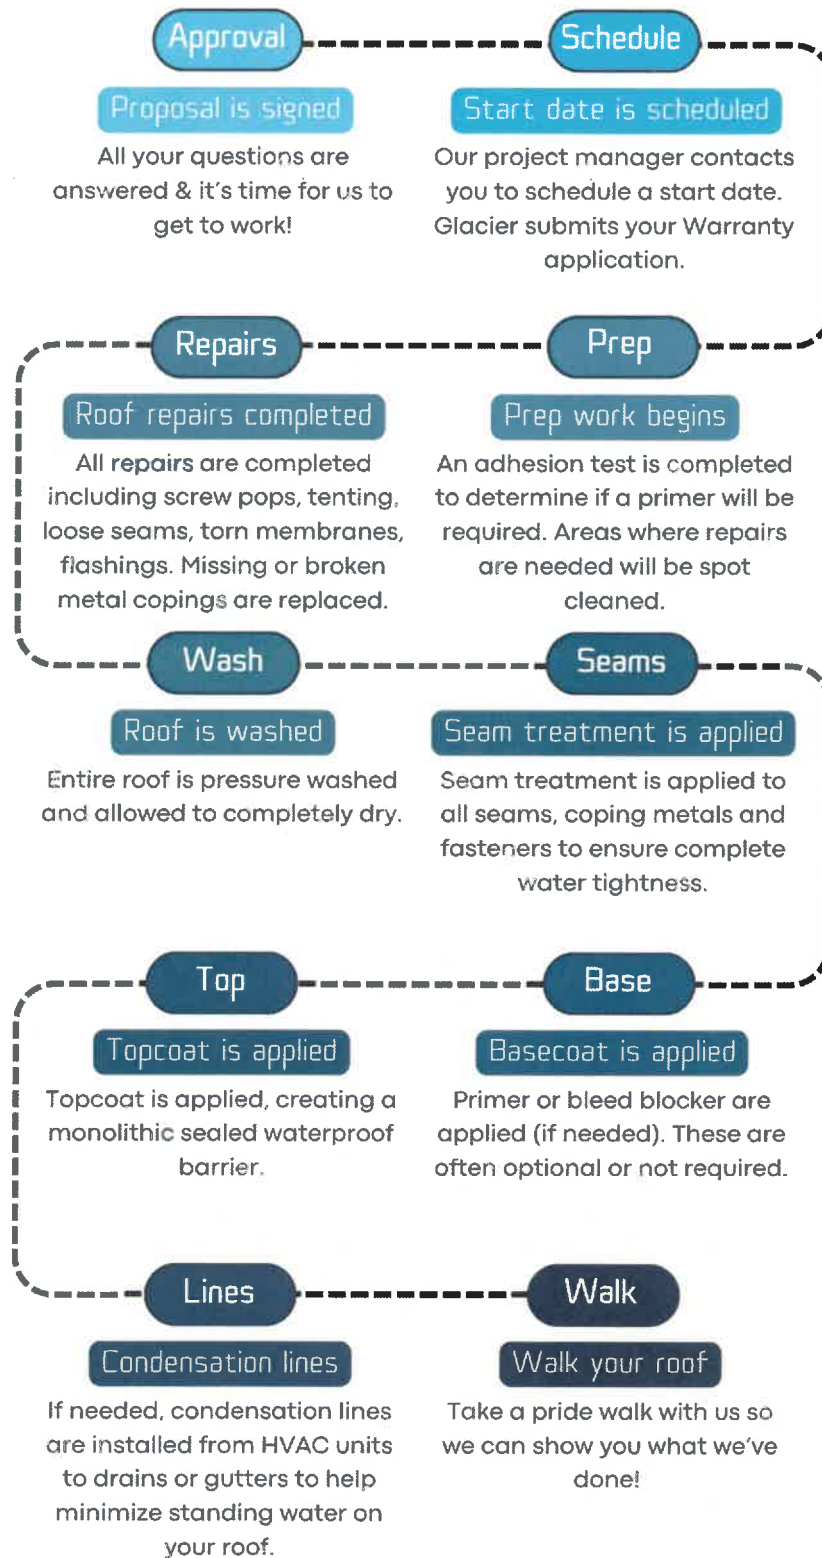 Approval
Proposal is signed
All your questions are
answered & it's time for us to
get to work!
Schedule
Start date is scheduled
Our project manager contacts
you to schedule a start date.
Glacier submits your Warranty
application.
Prep
Prep work begins
An adhesion test is completed
to determine if a primer will be
required. Areas where repairs
are needed will be spot
cleaned.
Repairs
Roof repairs completed
All repairs are completed
including screw pops, tenting,
loose seams, torn membranes,
flashings. Missing or broken
metal copings are replaced.
Wash
Roof is washed
Entire roof is pressure washed
and allowed to completely dry.
Seams
Seam treatment is applied
Seam treatment is applied to
all seams, coping metals and
fasteners to ensure complete
water tightness.
Base
Basecoat is applied
Primer or bleed blocker are
applied (if needed). These are
often optional or not required.
Top
Topcoat is applied
Topcoat is applied, creating a
monolithic sealed waterproof
barrier.
Lines
Condensation lines
If needed, condensation lines
are installed from HVAC units
to drains or gutters to help
minimize standing water on
your roof.
Walk
Walk your roof
Take a pride walk with us so
we can show you what we've
done!